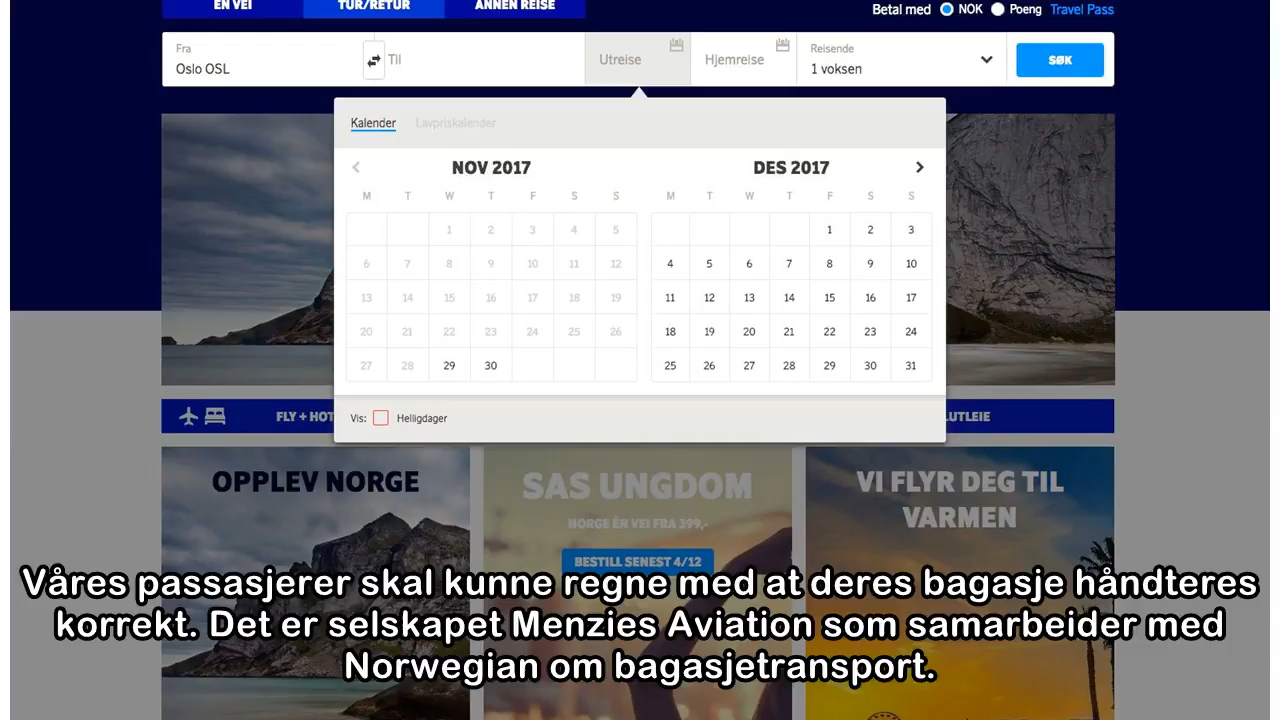 EN VEI
TUR/RETUR
ANNEN REISE
Betal med NOK Poeng Travel Pass
Fra
Oslo OSL
Til
Utreise
Hjemreise
Reisende
1 voksen
SØK
Kalender
Lavpriskalender
NOV 2017
M T W T F S S
1 2 3 4 5
6 7 8 9 10 11 12
13 14 15 16 17 18 19
20 21 22 23 24 25 26
27 28 29 30
DES 2017
M T W T F S S
1 2 3
4 5 6 7 8 9 10
11 12 13 14 15 16 17
18 19 20 21 22 23 24
25 26 27 28 29 30 31
Vis: Helligdager
FLY + HOT
LUTLEIE
OPPLEV NORGE
SAS UNGDOM
NORGE ÉN VEI FRA 399,-
BESTILL SENEST 4/12
VI FLYR DEG TIL
VARMEN
Våres passasjerer skal kunne regne med at deres bagasje håndteres
korrekt. Det er selskapet Menzies Aviation som samarbeider med
Norwegian om bagasjetransport.